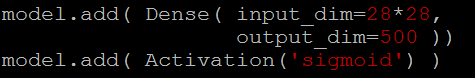 model.add( Dense( input_dim=28*28,
output_dim=500 ))
model.add( Activation('sigmoid') )